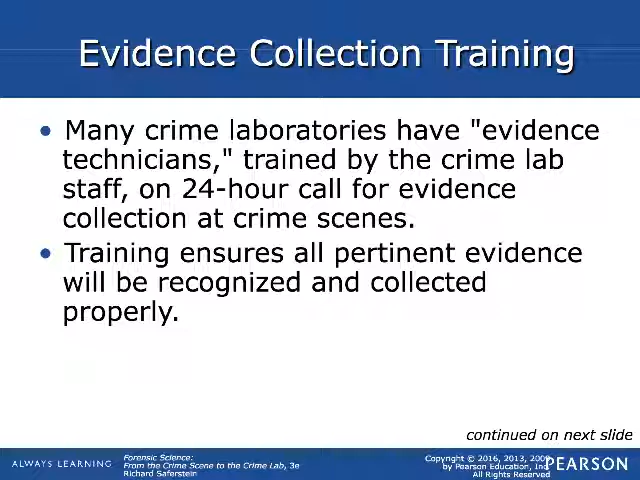 Evidence Collection Training
• Many crime laboratories have "evidence
technicians," trained by the crime lab
staff, on 24-hour call for evidence
collection at crime scenes.
• Training ensures all pertinent evidence
will be recognized and collected
properly.
continued on next slide
ALWAYS LEARNING
Forensic Science:
From the Crime Scene to the Crime Lab, 3e
Richard Saferstein
Copyright © 2016, 2013, 2009
by Pearson Education, Inc.
All Rights Reserved
PEARSON